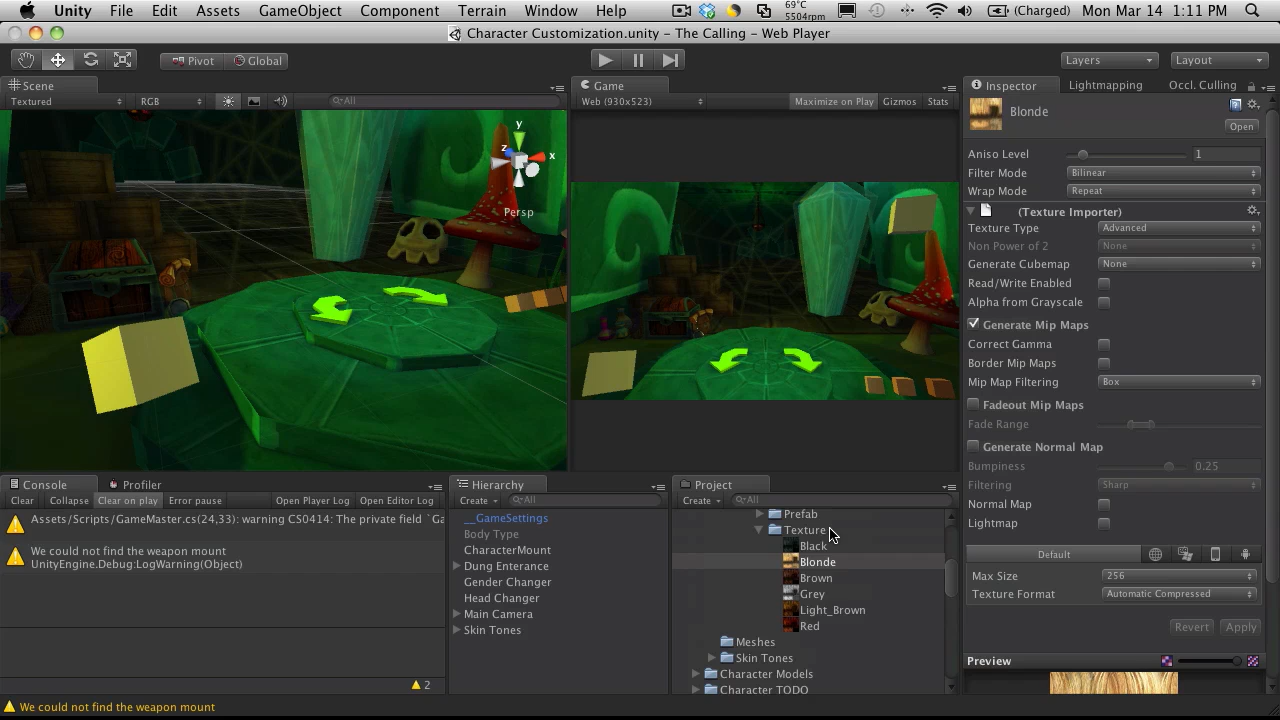 Unity File Edit Assets GameObject Component Terrain Window Help 69°C 5504rpm (Charged) Mon Mar 14 1:11 PM
Character Customization.unity – The Calling – Web Player
Pivot Global Layers Layout
Scene
Textured RGB All
y
z
x
Persp
Game
Web (930x523) Maximize on Play Gizmos Stats
Inspector Lightmapping Occl. Culling
Blonde
Open
Aniso Level 1
Filter Mode Bilinear
Wrap Mode Repeat
(Texture Importer)
Texture Type Advanced
Non Power of 2 None
Generate Cubemap None
Read/Write Enabled
Alpha from Grayscale
Generate Mip Maps
Correct Gamma
Border Mip Maps
Mip Map Filtering Box
Fadeout Mip Maps
Fade Range
Generate Normal Map
Bumpiness 0.25
Filtering Sharp
Normal Map
Lightmap
Default
Max Size 256
Texture Format Automatic Compressed
Revert Apply
Preview
Console Profiler
Clear Collapse Clear on play Error pause Open Player Log Open Editor Log
Assets/Scripts/GameMaster.cs(24,33): warning CS0414: The private field `Ga
We could not find the weapon mount
UnityEngine.Debug:LogWarning(Object)
2
Hierarchy
Create All
__GameSettings
Body Type
CharacterMount
Dung Enterance
Gender Changer
Head Changer
Main Camera
Skin Tones
Project
Create All
Prefab
Texture
Black
Blonde
Brown
Grey
Light_Brown
Red
Meshes
Skin Tones
Character Models
Character TODO
We could not find the weapon mount